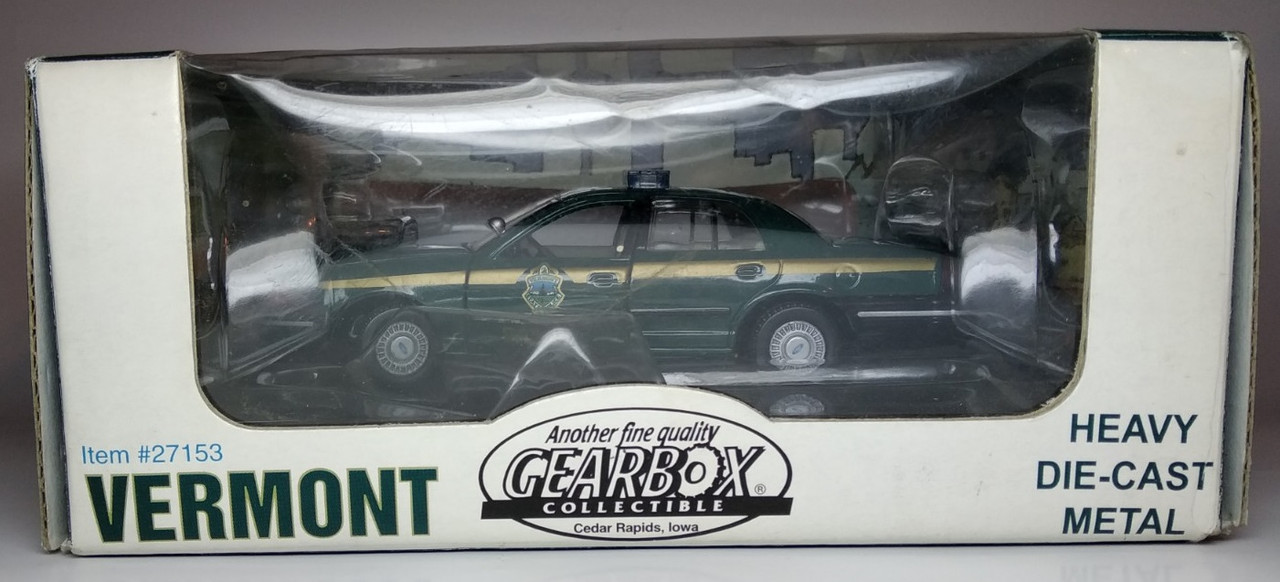 Item #27153
VERMONT
Another fine quality
GEARBOX®
COLLECTIBLE
Cedar Rapids, Iowa
HEAVY
DIE-CAST
METAL